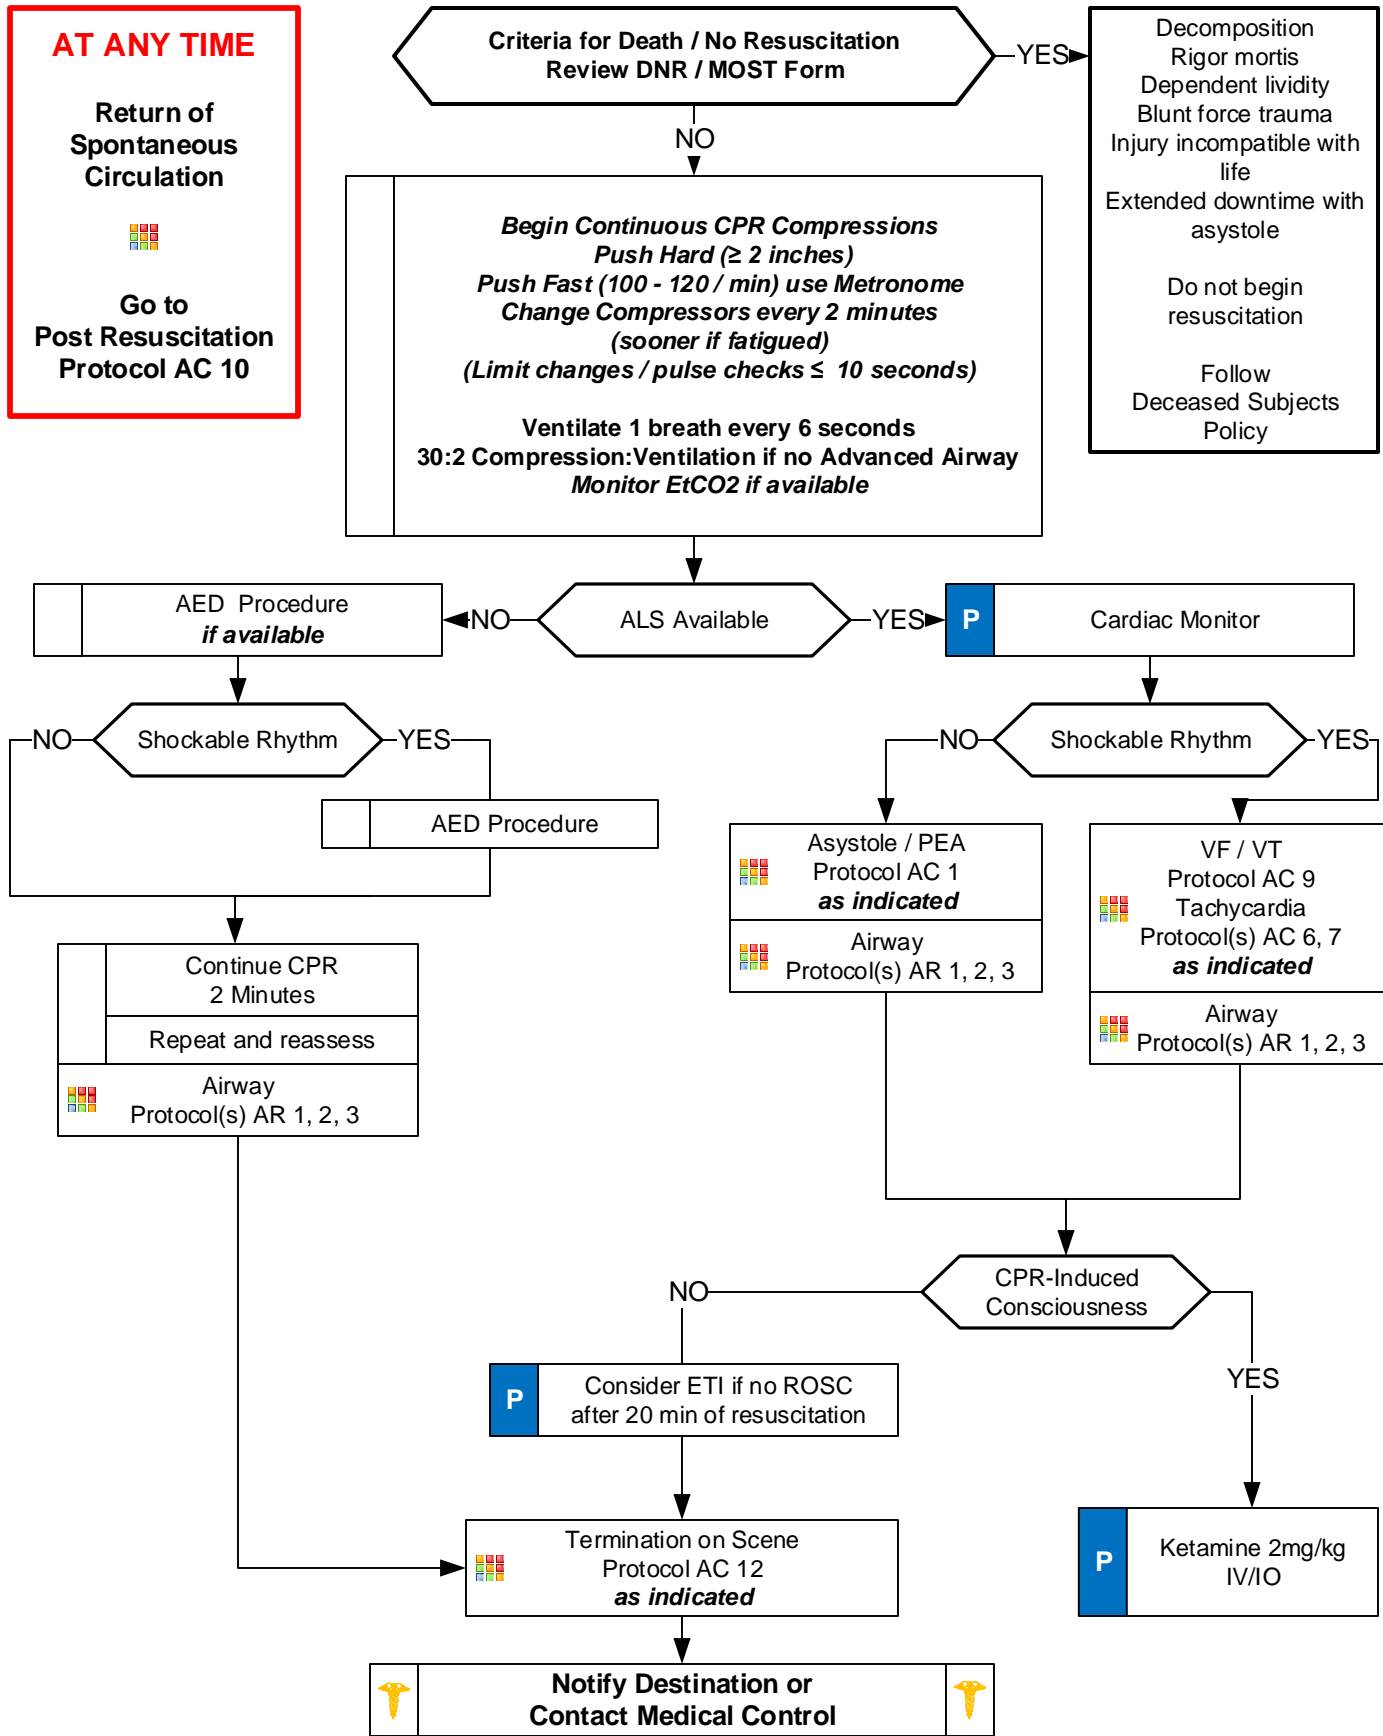 AT ANY TIME
Return of
Spontaneous
Circulation
Go to
Post Resuscitation
Protocol AC 10
Criteria for Death / No Resuscitation
Review DNR / MOST Form
YES
Decomposition
Rigor mortis
Dependent lividity
Blunt force trauma
Injury incompatible with
life
Extended downtime with
asystole
Do not begin
resuscitation
Follow
Deceased Subjects
Policy
NO
Begin Continuous CPR Compressions
Push Hard (≥ 2 inches)
Push Fast (100 - 120 / min) use Metronome
Change Compressors every 2 minutes
(sooner if fatigued)
(Limit changes / pulse checks ≤ 10 seconds)
Ventilate 1 breath every 6 seconds
30:2 Compression:Ventilation if no Advanced Airway
Monitor EtCO2 if available
AED Procedure
if available
NO
ALS Available
YES
P
Cardiac Monitor
NO
Shockable Rhythm
YES
NO
Shockable Rhythm
YES
AED Procedure
Asystole / PEA
Protocol AC 1
as indicated
Airway
Protocol(s) AR 1, 2, 3
VF / VT
Protocol AC 9
Tachycardia
Protocol(s) AC 6, 7
as indicated
Airway
Protocol(s) AR 1, 2, 3
Continue CPR
2 Minutes
Repeat and reassess
Airway
Protocol(s) AR 1, 2, 3
NO
CPR-Induced
Consciousness
YES
P
Consider ETI if no ROSC
after 20 min of resuscitation
Termination on Scene
Protocol AC 12
as indicated
P
Ketamine 2mg/kg
IV/IO
Notify Destination or
Contact Medical Control